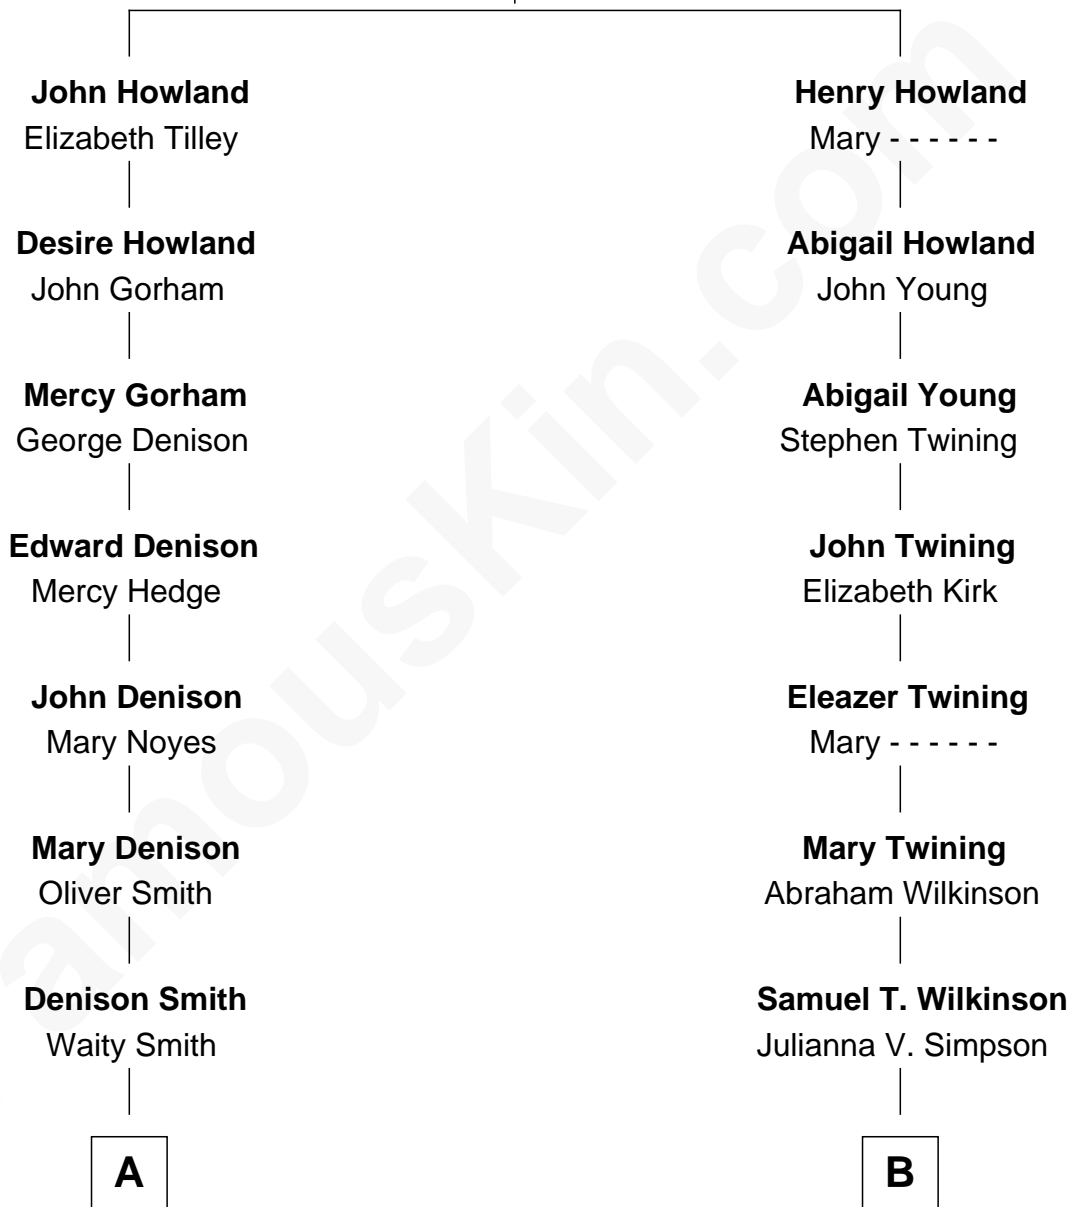 John Howland
Elizabeth Tilley
Desire Howland
John Gorham
Mercy Gorham
George Denison
Edward Denison
Mercy Hedge
John Denison
Mary Noyes
Mary Denison
Oliver Smith
Denison Smith
Waity Smith
A
Henry Howland
Mary - - - - - -
Abigail Howland
John Young
Abigail Young
Stephen Twining
John Twining
Elizabeth Kirk
Eleazer Twining
Mary - - - - - -
Mary Twining
Abraham Wilkinson
Samuel T. Wilkinson
Julianna V. Simpson
B
amousKin.com